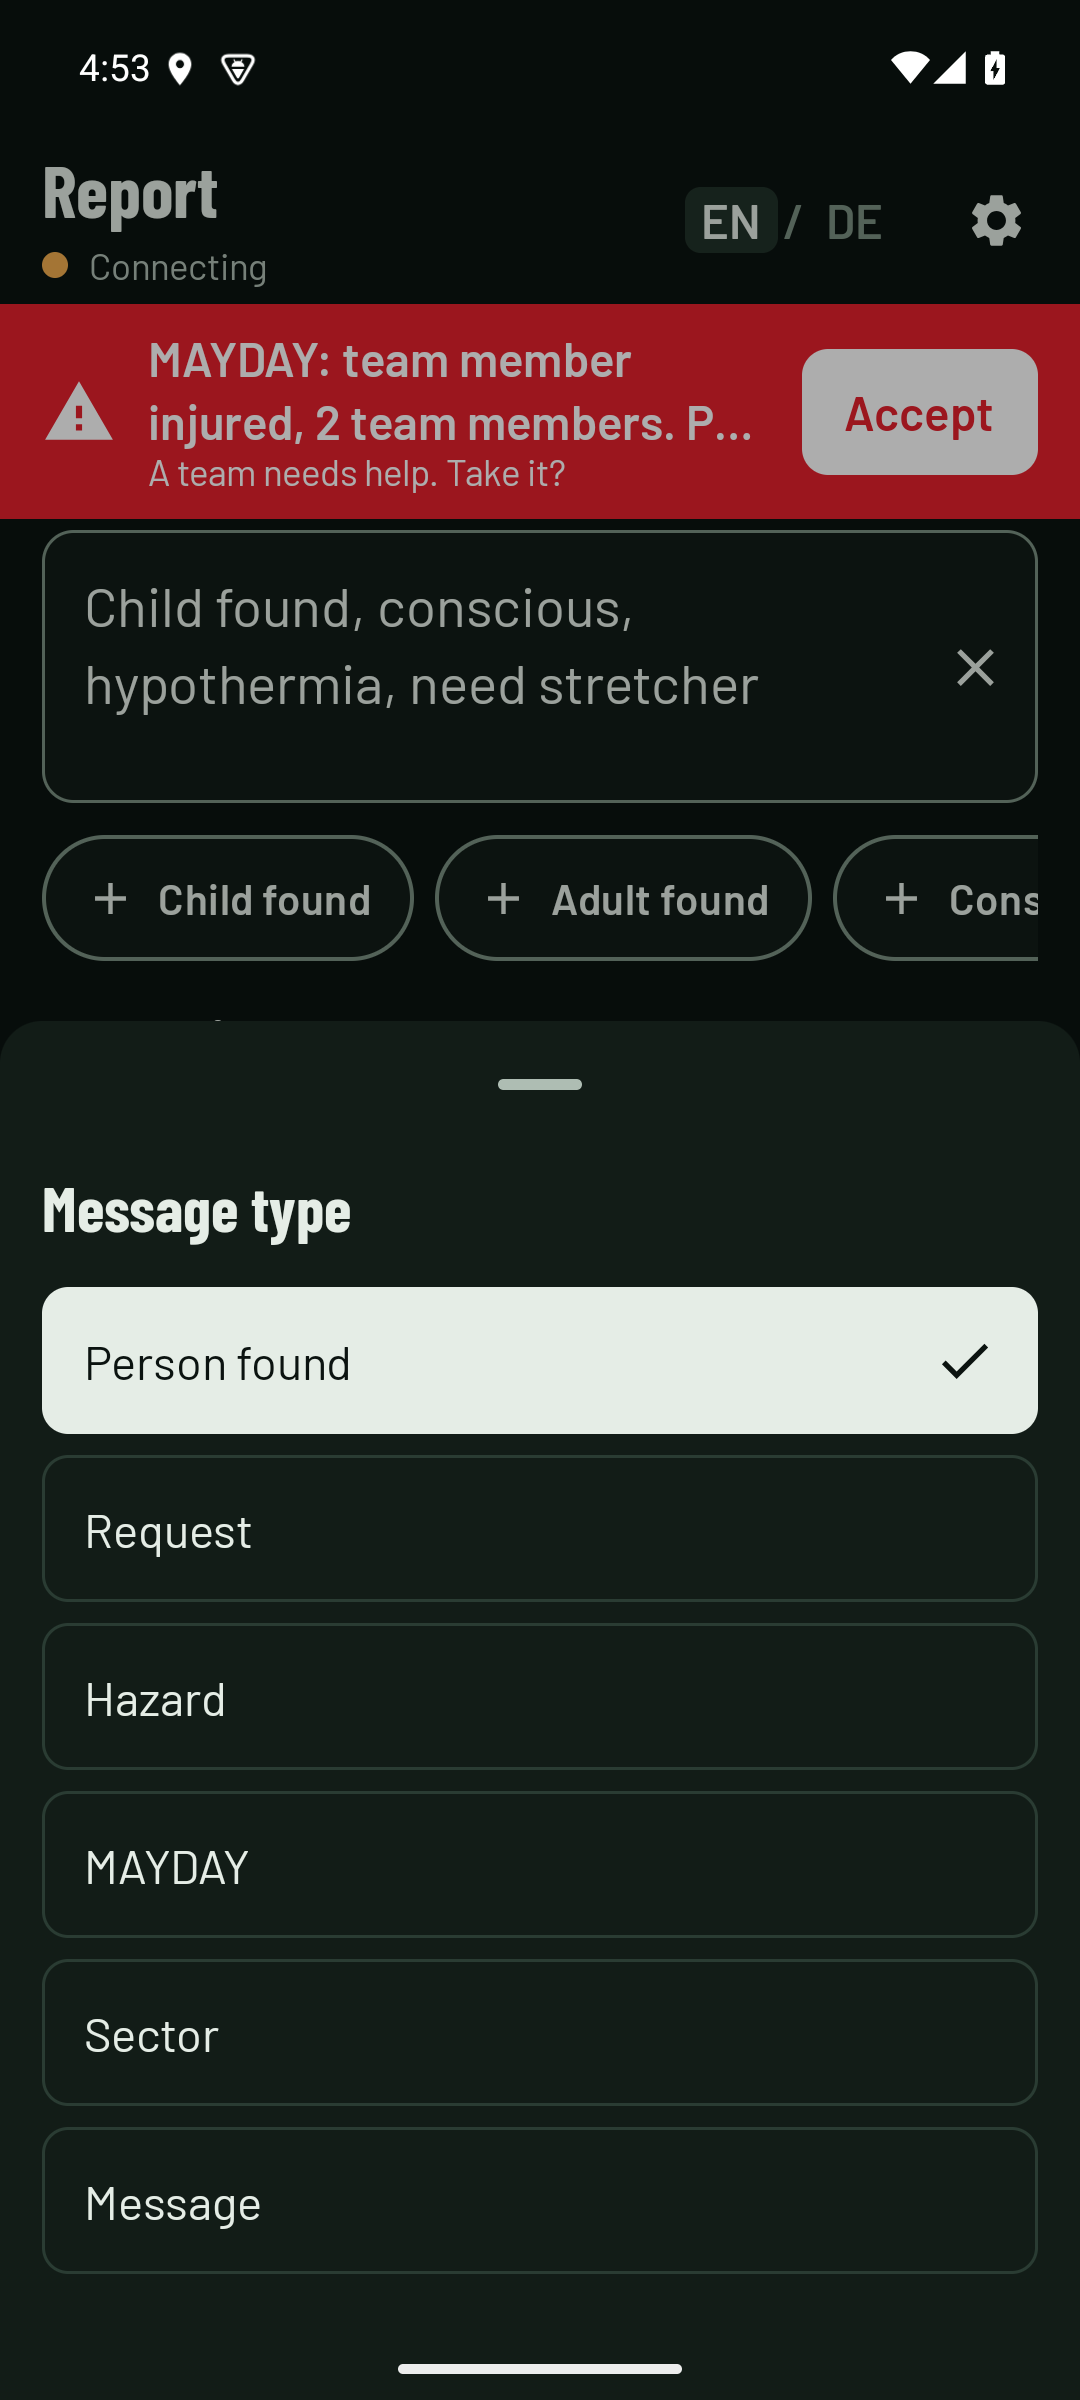 4:53
Report
EN / DE
Connecting
MAYDAY: team member
injured, 2 team members. P...
A team needs help. Take it?
Accept
Child found, conscious,
hypothermia, need stretcher
+ Child found
+ Adult found
+ Cons
Message type
Person found
Request
Hazard
MAYDAY
Sector
Message